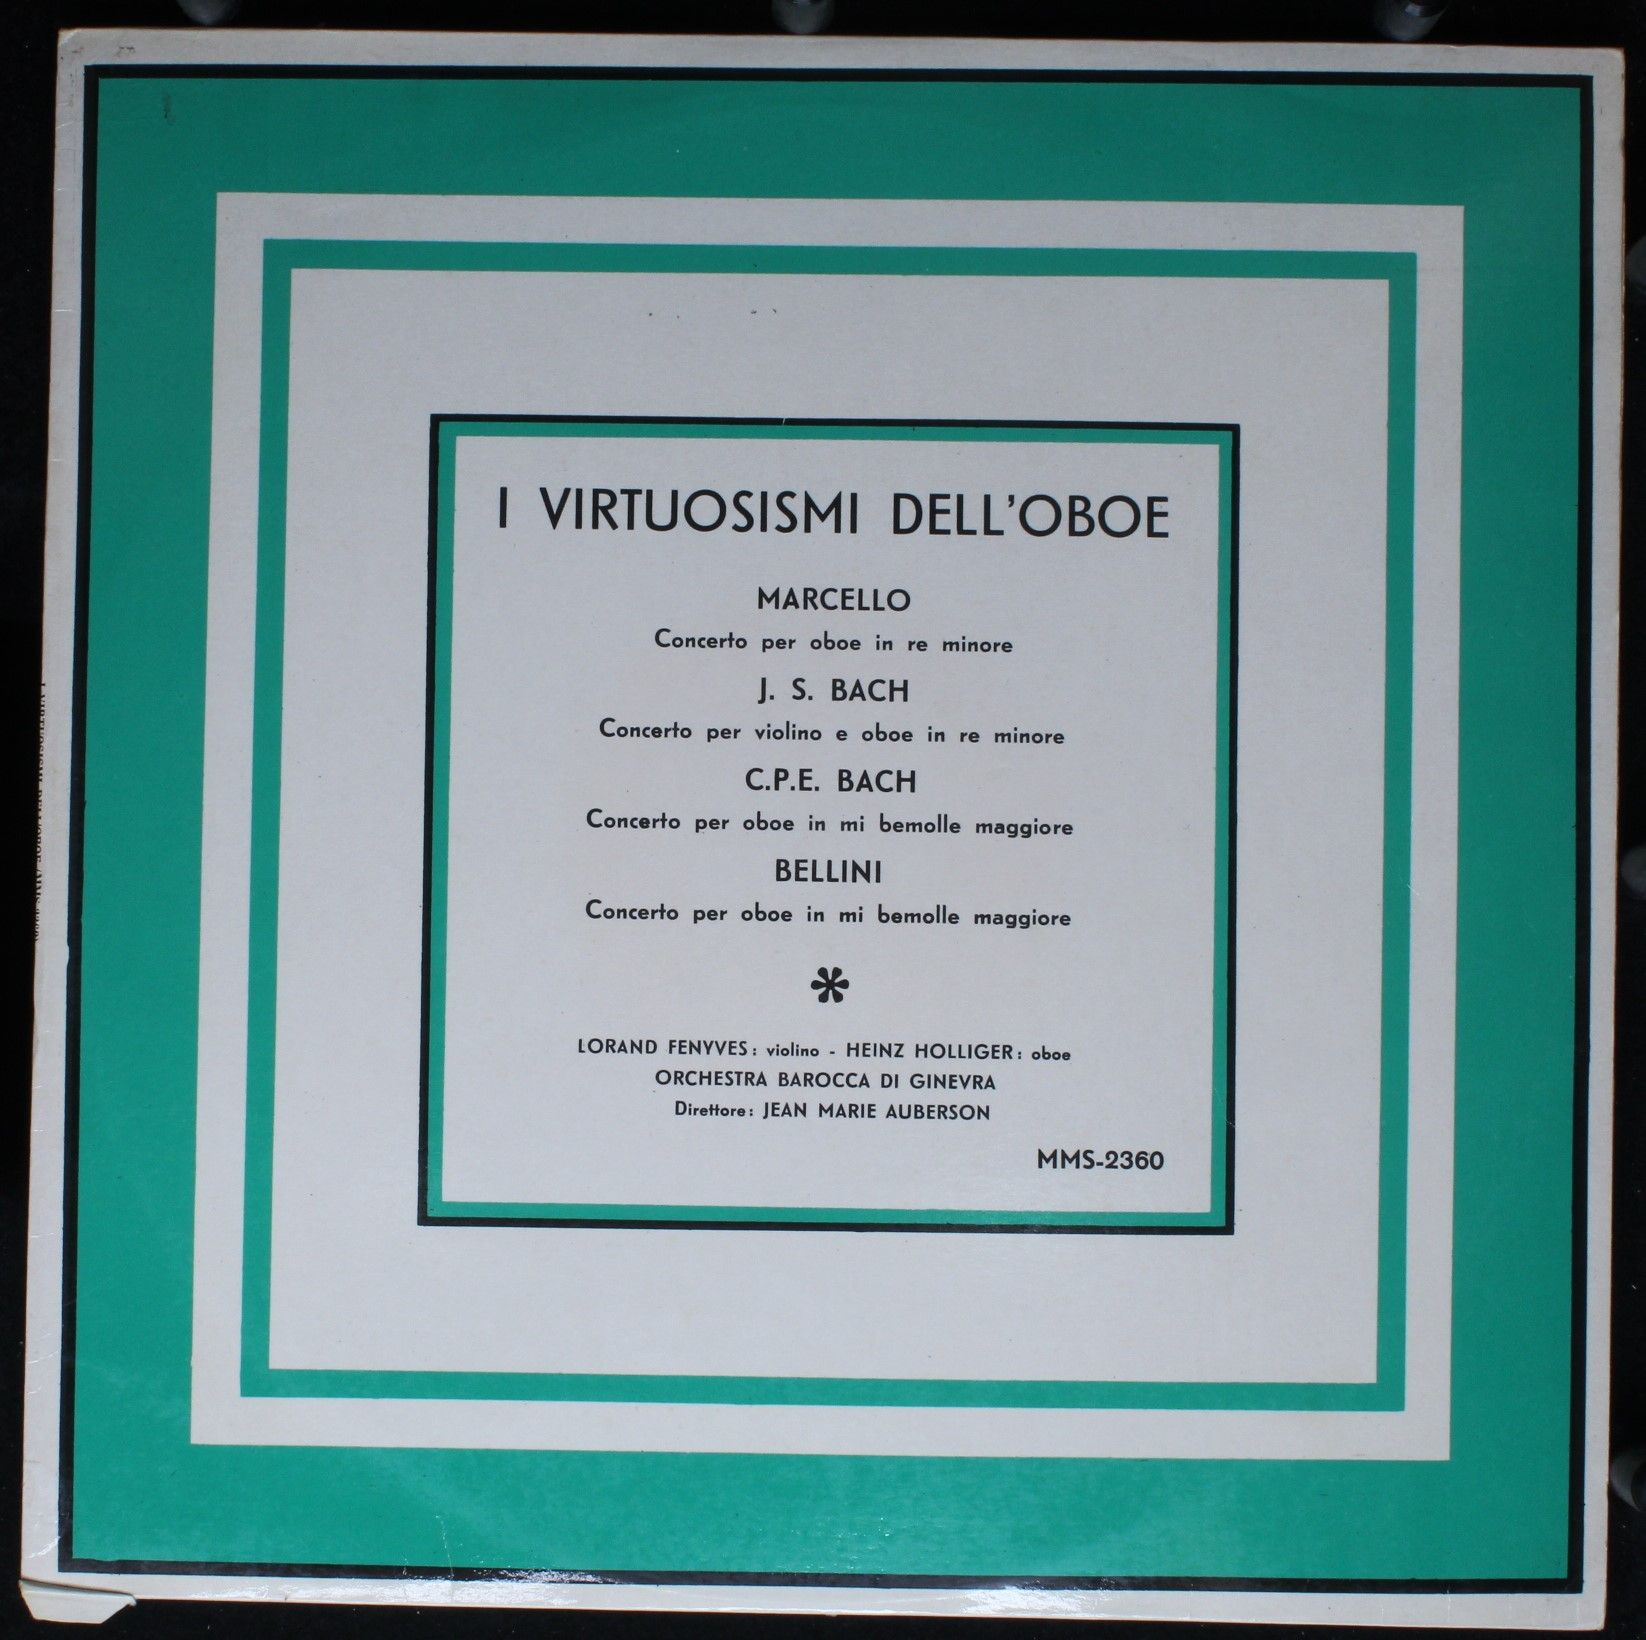 I VIRTUOSISMI DELL'OBOE
MARCELLO
Concerto per oboe in re minore
J. S. BACH
Concerto per violino e oboe in re minore
C.P.E. BACH
Concerto per oboe in mi bemolle maggiore
BELLINI
Concerto per oboe in mi bemolle maggiore
*
LORAND FENYVES: violino - HEINZ HOLLIGER: oboe
ORCHESTRA BAROCCA DI GINEVRA
Direttore: JEAN MARIE AUBERSON
MMS-2360